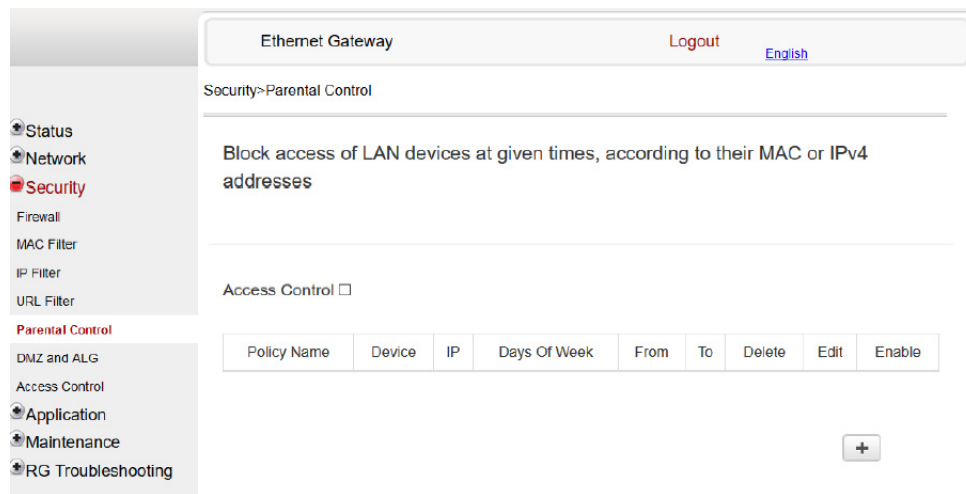 Ethernet Gateway Logout English
Security>Parental Control
Status
Network
Security
Firewall
MAC Filter
IP Filter
URL Filter
Parental Control
DMZ and ALG
Access Control
Application
Maintenance
RG Troubleshooting
Block access of LAN devices at given times, according to their MAC or IPv4
addresses
Access Control
Policy Name Device IP Days Of Week From To Delete Edit Enable
+